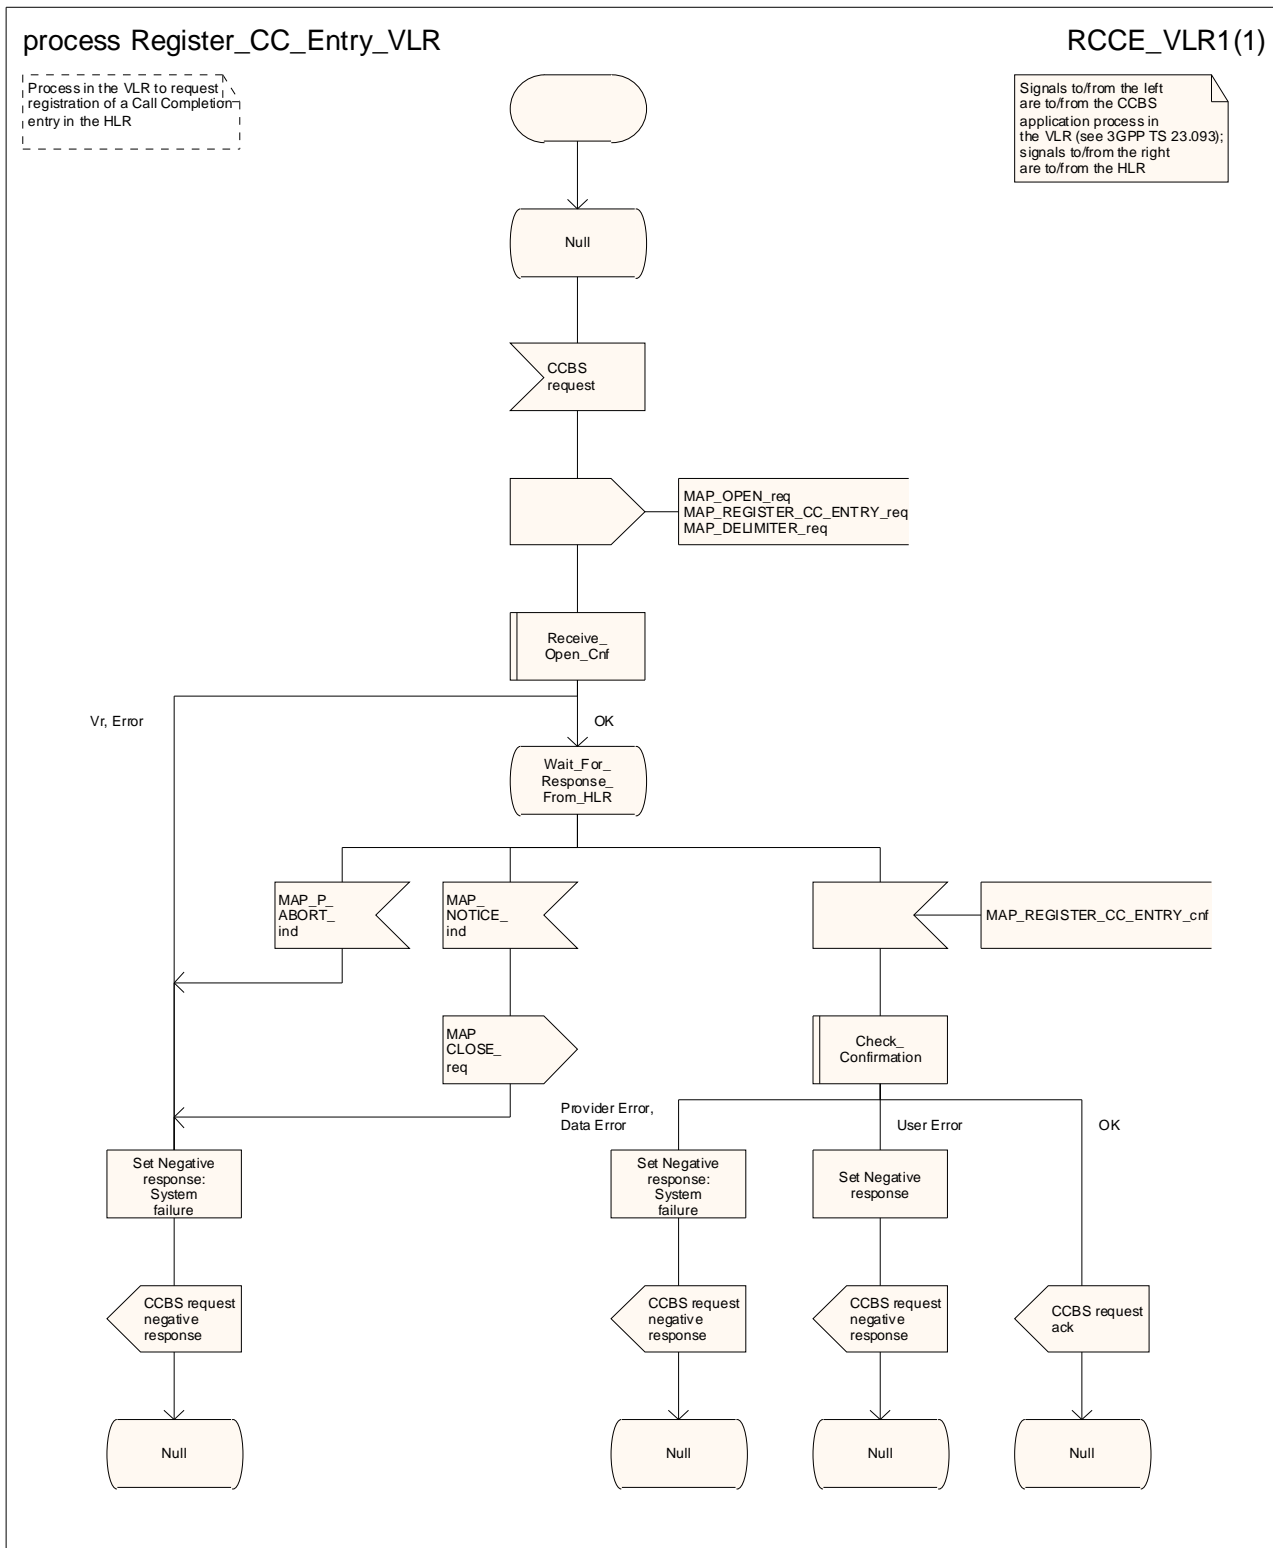 process Register_CC_Entry_VLR
RCCE_VLR1(1)
Process in the VLR to request
registration of a Call Completion
entry in the HLR
Signals to/from the left
are to/from the CCBS
application process in
the VLR (see 3GPP TS 23.093);
signals to/from the right
are to/from the HLR
Null
CCBS
request
MAP_OPEN_req
MAP_REGISTER_CC_ENTRY_req
MAP_DELIMITER_req
Receive_
Open_Cnf
Vr, Error
OK
Wait_For_
Response_
From_HLR
MAP_P_
ABORT_
ind
MAP_
NOTICE_
ind
MAP_REGISTER_CC_ENTRY_cnf
MAP
CLOSE_
req
Check_
Confirmation
Provider Error,
Data Error
User Error
OK
Set Negative
response:
System
failure
Set Negative
response:
System
failure
Set Negative
response
CCBS request
negative
response
CCBS request
negative
response
CCBS request
negative
response
CCBS request
ack
Null
Null
Null
Null